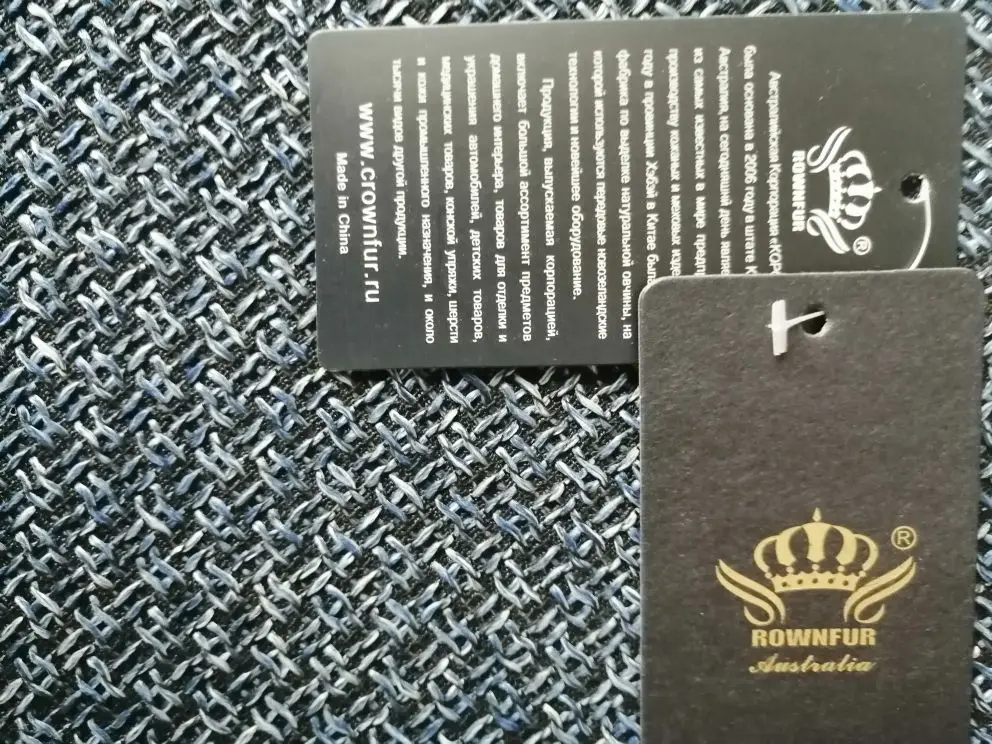 ROWNFUR
®
Австралийская Корпорация
была основана в 2006 году в штате
Австралия, на сегодняшний день
из самых известных в мире
кожаных и меховых
году в провинции Хэбэй в Китае
фабрика по выделке натуральной овчины, на
которой используются передовые новозеландские
технологии и новейшее оборудование.
Продукция, выпускаемая корпорацией,
включает большой ассортимент предметов
домашнего интерьера, товаров для отделки и
украшения автомобилей, детских товаров,
медицинских товаров, конской упряжи, шерсти
и кожи промышленного назначения, и около
тысячи видов другой продукции.
www.crownfur.ru
Made in China
®
ROWNFUR
Australia